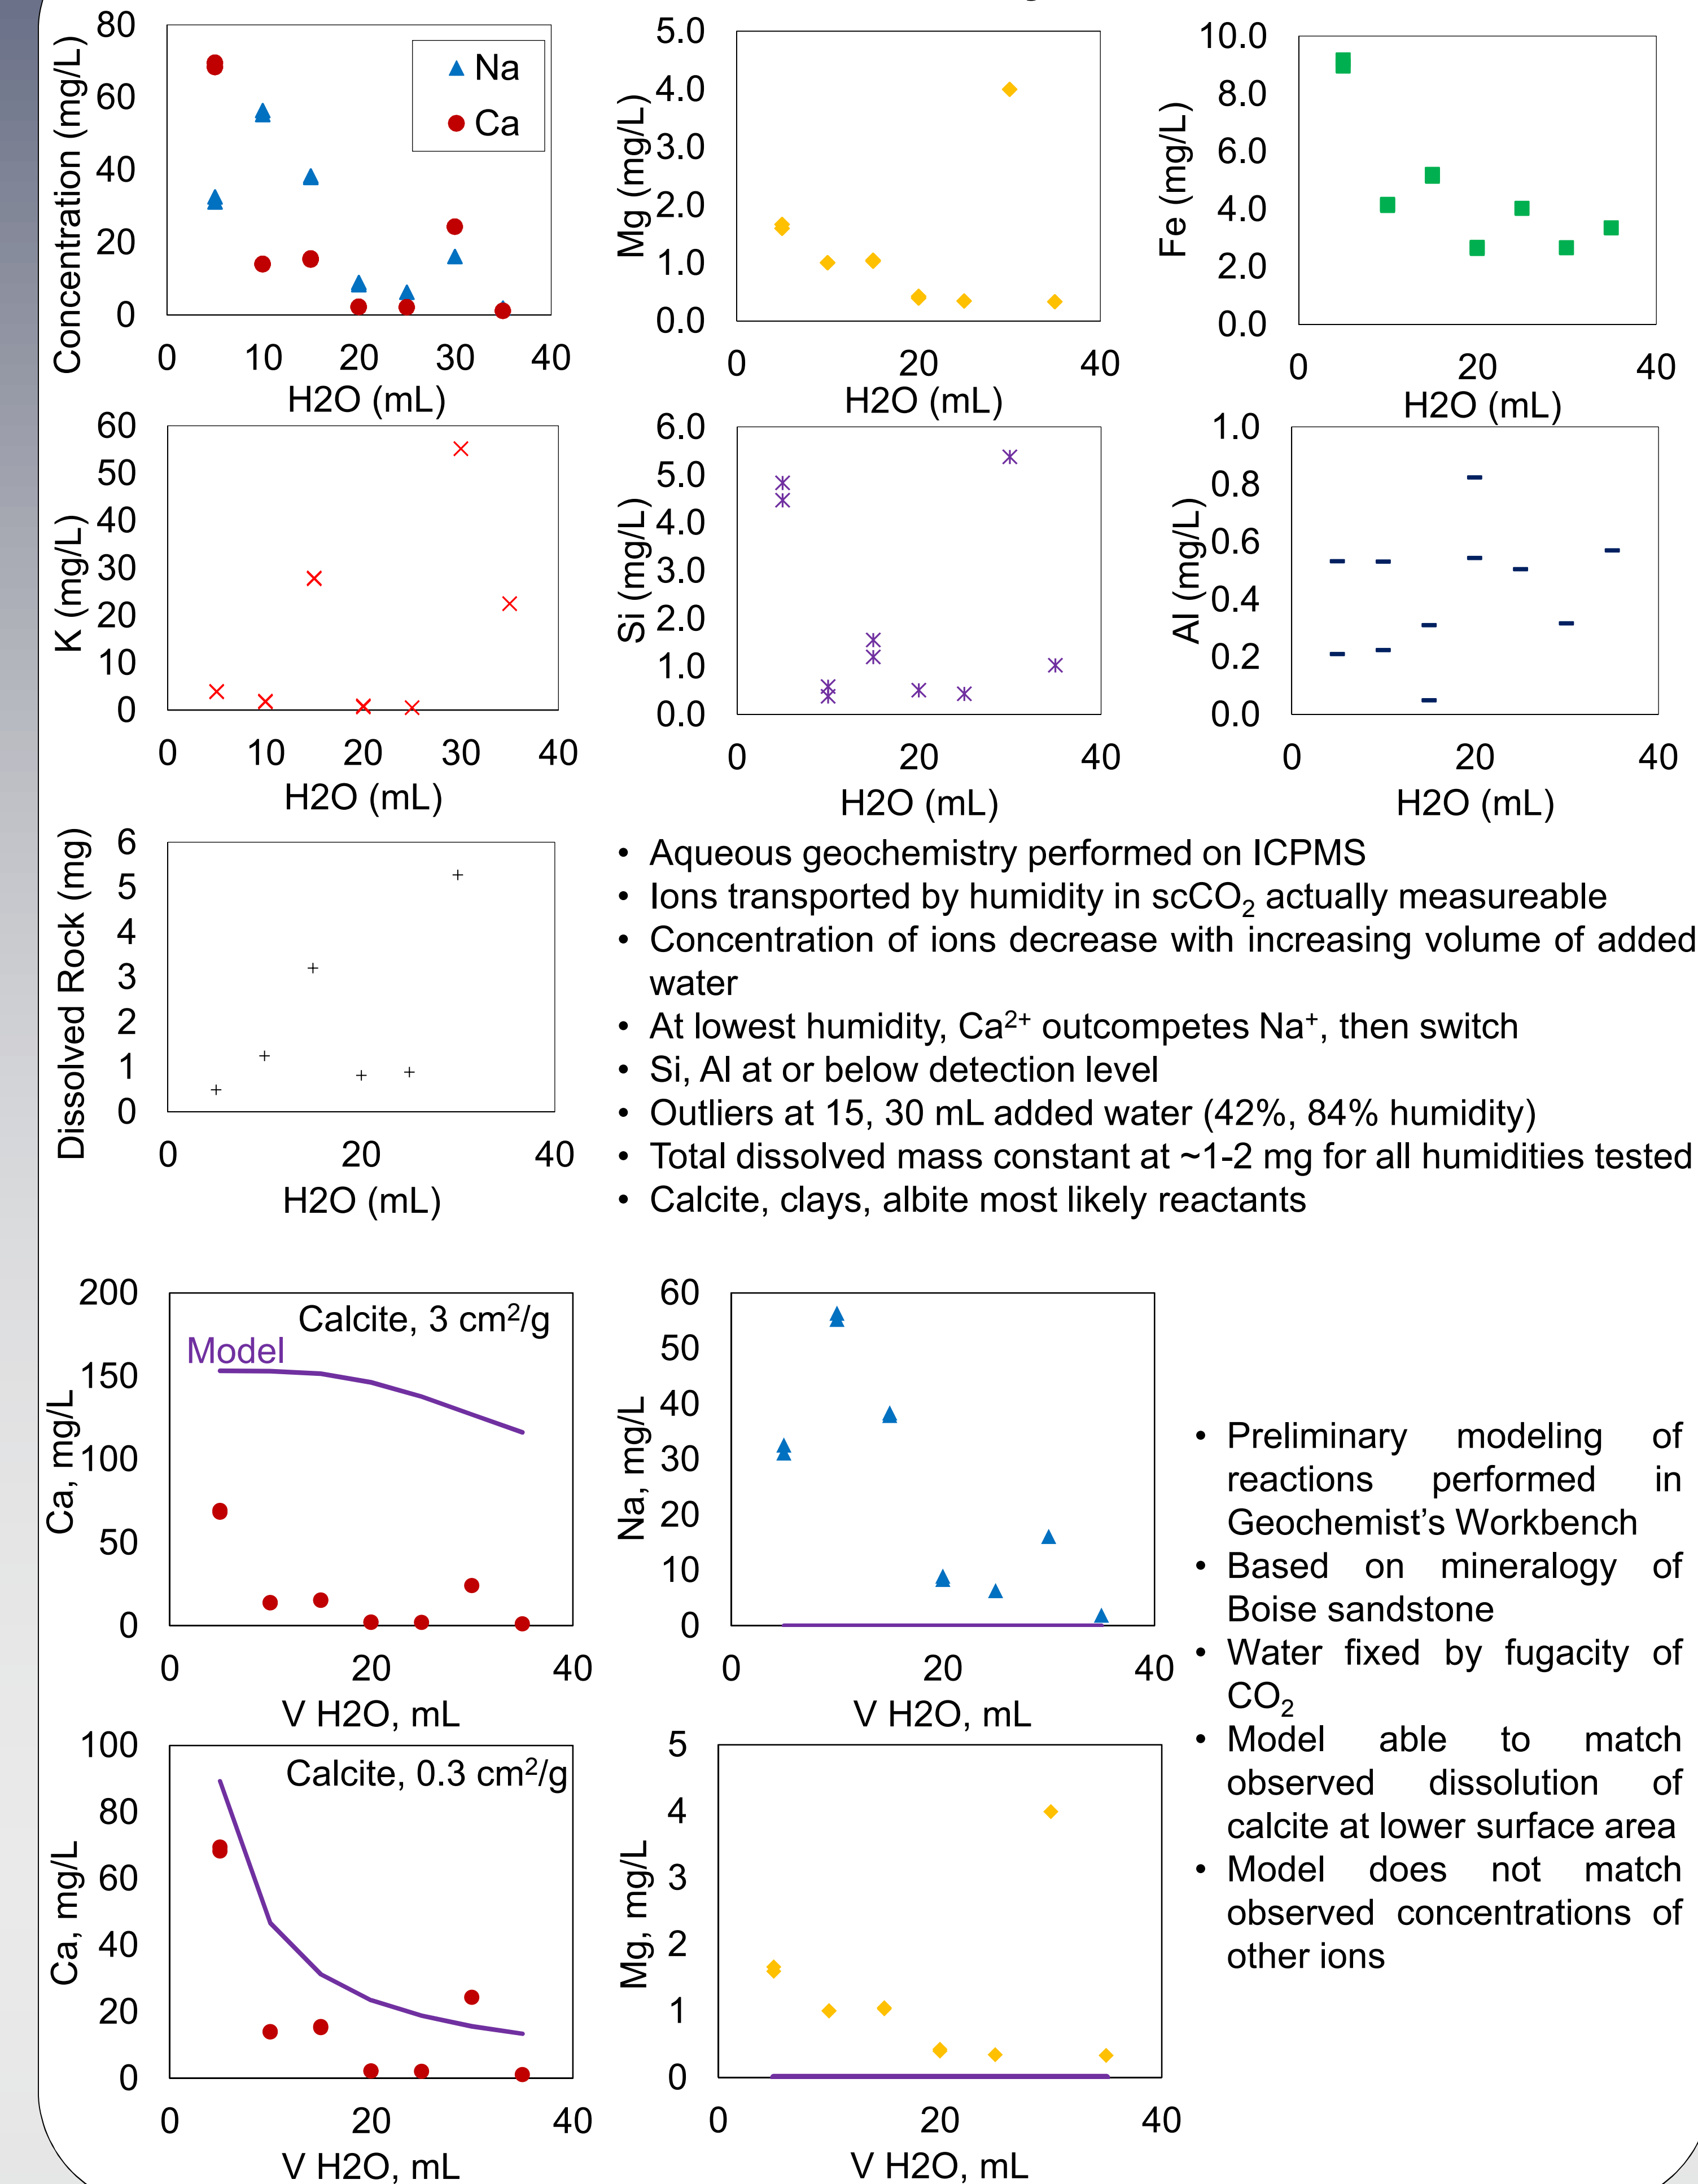 80
60
40
20
0
Concentration (mg/L)
Na
Ca
0 10 20 30 40
H2O (mL)
5.0
4.0
3.0
2.0
1.0
0.0
Mg (mg/L)
0 20 40
H2O (mL)
10.0
8.0
6.0
4.0
2.0
0.0
Fe (mg/L)
0 20 40
H2O (mL)
60
50
40
30
20
10
0
K (mg/L)
0 10 20 30 40
H2O (mL)
6.0
5.0
4.0
3.0
2.0
1.0
0.0
Si (mg/L)
0 20 40
H2O (mL)
1.0
0.8
0.6
0.4
0.2
0.0
Al (mg/L)
0 20 40
H2O (mL)
6
5
4
3
2
1
0
Dissolved Rock (mg)
0 20 40
H2O (mL)
• Aqueous geochemistry performed on ICPMS
• Ions transported by humidity in scCO2 actually measureable
• Concentration of ions decrease with increasing volume of added
water
• At lowest humidity, Ca2+ outcompetes Na+, then switch
• Si, Al at or below detection level
• Outliers at 15, 30 mL added water (42%, 84% humidity)
• Total dissolved mass constant at ~1-2 mg for all humidities tested
• Calcite, clays, albite most likely reactants
200
150
100
50
0
Ca, mg/L
Calcite, 3 cm2/g
Model
0 20 40
V H2O, mL
60
50
40
30
20
10
0
Na, mg/L
0 20 40
V H2O, mL
100
80
60
40
20
0
Ca, mg/L
Calcite, 0.3 cm2/g
0 20 40
V H2O, mL
5
4
3
2
1
0
Mg, mg/L
0 20 40
V H2O, mL
• Preliminary modeling of
reactions performed in
Geochemist’s Workbench
• Based on mineralogy of
Boise sandstone
• Water fixed by fugacity of
CO2
• Model able to match
observed dissolution of
calcite at lower surface area
• Model does not match
observed concentrations of
other ions